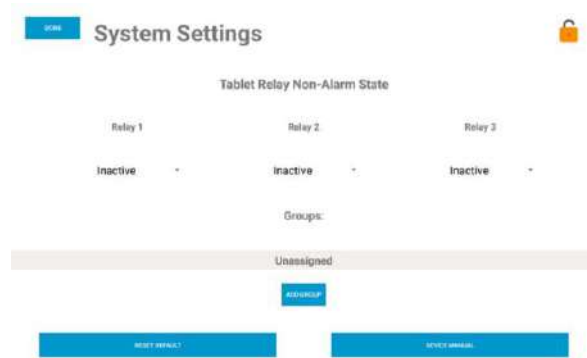 DONE
System Settings
Tablet Relay Non-Alarm State
Relay 1 Relay 2 Relay 3
Inactive Inactive Inactive
Groups:
Unassigned
ADD GROUP
RESET DEFAULT DEVICE MANUAL